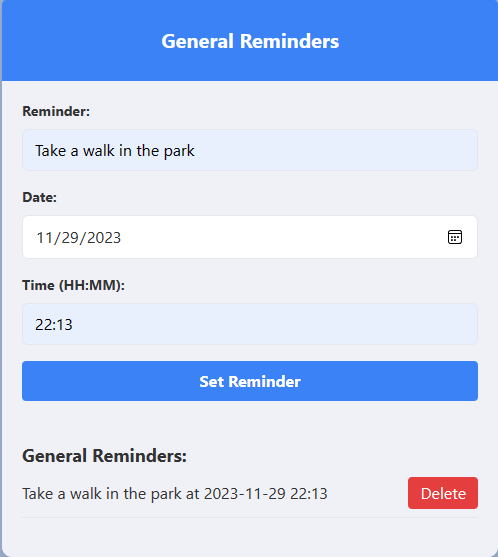 General Reminders
Reminder:
Take a walk in the park
Date:
11/29/2023
Time (HH:MM):
22:13
Set Reminder
General Reminders:
Take a walk in the park at 2023-11-29 22:13 Delete